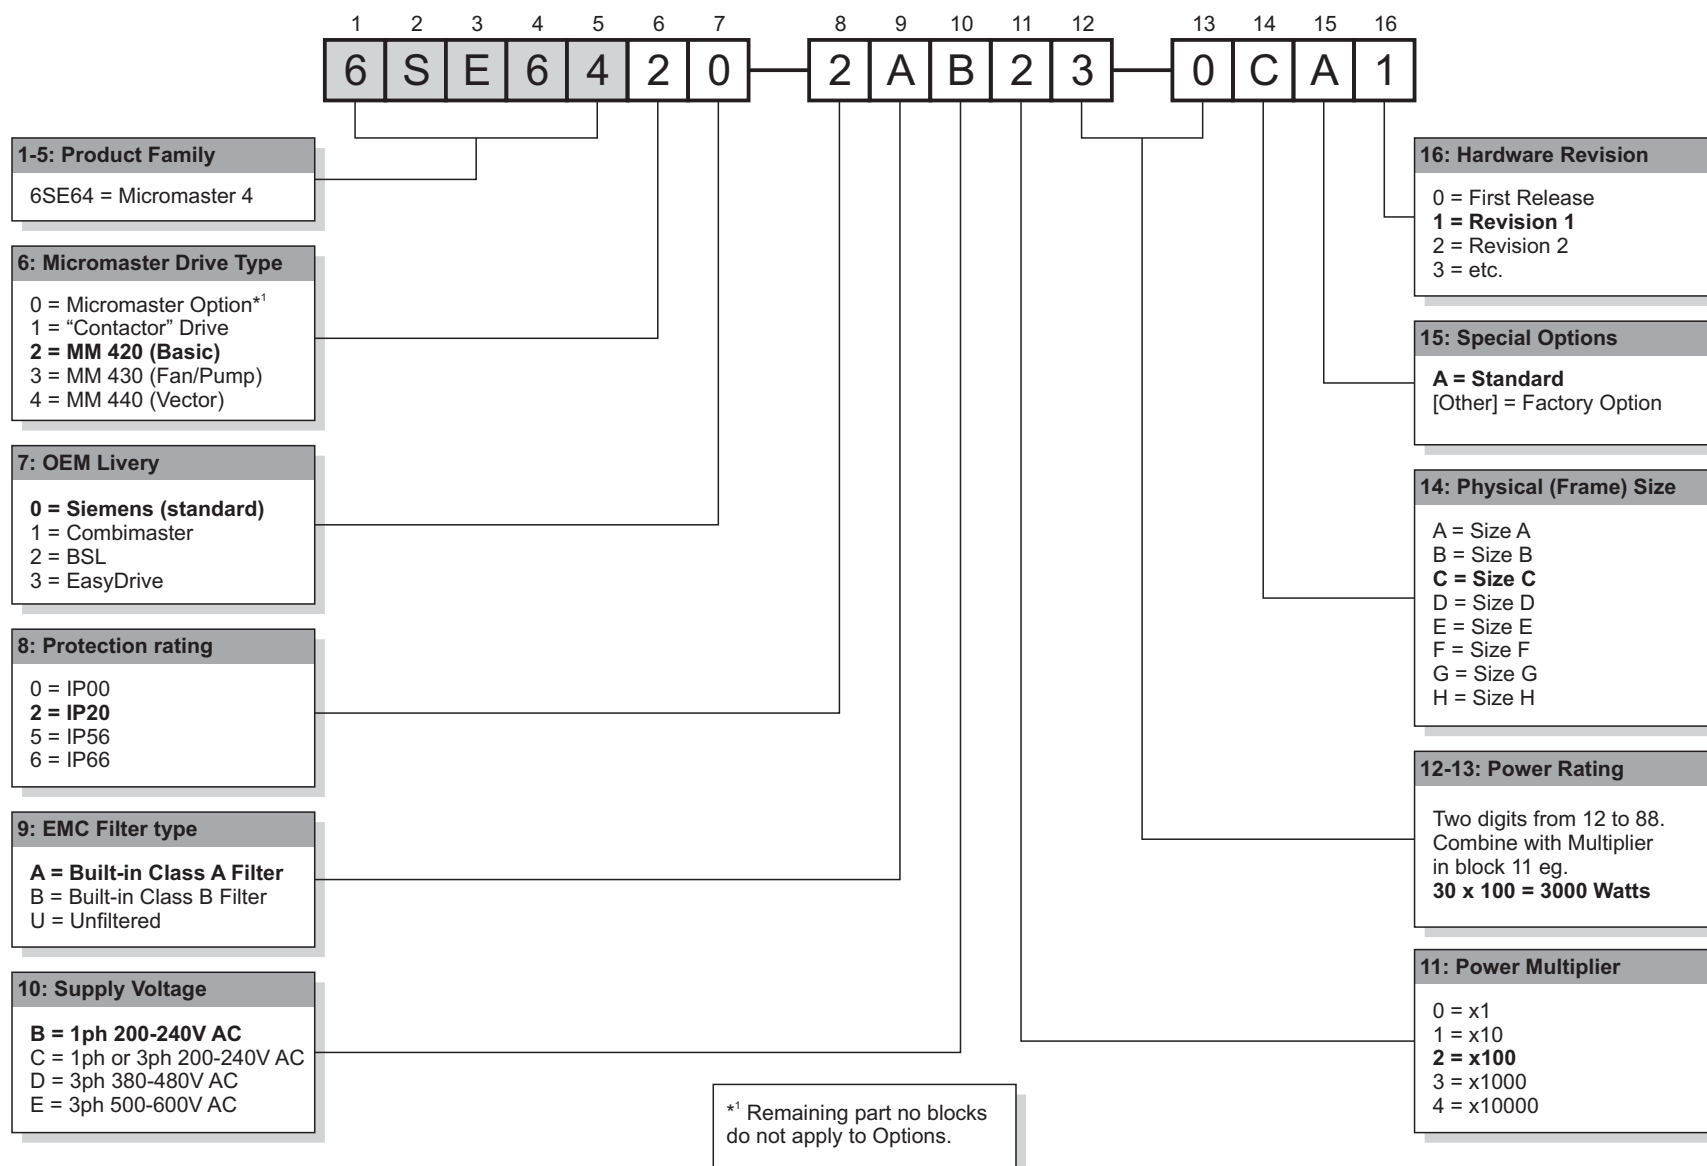 1 2 3 4 5 6 7 8 9 10 11 12 13 14 15 16
6 S E 6 4 2 0 2 A B 2 3 0 C A 1
1-5: Product Family
6SE64 = Micromaster 4
6: Micromaster Drive Type
0 = Micromaster Option*¹
1 = “Contactor” Drive
2 = MM 420 (Basic)
3 = MM 430 (Fan/Pump)
4 = MM 440 (Vector)
7: OEM Livery
0 = Siemens (standard)
1 = Combimaster
2 = BSL
3 = EasyDrive
8: Protection rating
0 = IP00
2 = IP20
5 = IP56
6 = IP66
9: EMC Filter type
A = Built-in Class A Filter
B = Built-in Class B Filter
U = Unfiltered
10: Supply Voltage
B = 1ph 200-240V AC
C = 1ph or 3ph 200-240V AC
D = 3ph 380-480V AC
E = 3ph 500-600V AC
*¹ Remaining part no blocks
do not apply to Options.
16: Hardware Revision
0 = First Release
1 = Revision 1
2 = Revision 2
3 = etc.
15: Special Options
A = Standard
[Other] = Factory Option
14: Physical (Frame) Size
A = Size A
B = Size B
C = Size C
D = Size D
E = Size E
F = Size F
G = Size G
H = Size H
12-13: Power Rating
Two digits from 12 to 88.
Combine with Multiplier
in block 11 eg.
30 x 100 = 3000 Watts
11: Power Multiplier
0 = x1
1 = x10
2 = x100
3 = x1000
4 = x10000